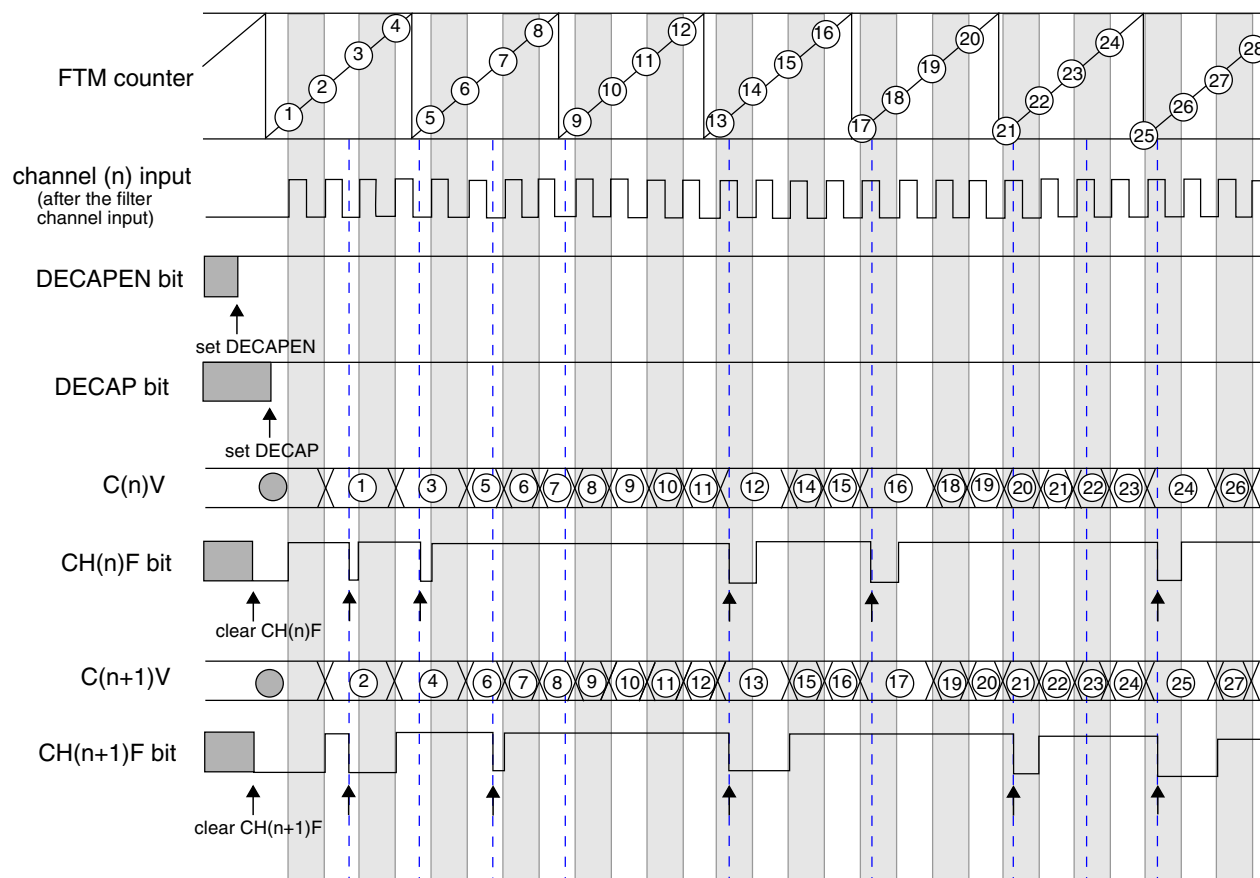 4 8 12 16 20 24 28
3 7 11 15 19 23 27
FTM counter
2 6 10 14 18 22 26
1 5 9 13 17 21 25
channel (n) input
(after the filter
channel input)
DECAPEN bit
set DECAPEN
DECAP bit
set DECAP
C(n)V 1 3 5 6 7 8 9 10 11 12 14 15 16 18 19 20 21 22 23 24 26
CH(n)F bit
clear CH(n)F
C(n+1)V 2 4 6 7 8 9 10 11 12 13 15 16 17 19 20 21 22 23 24 25 27
CH(n+1)F bit
clear CH(n+1)F